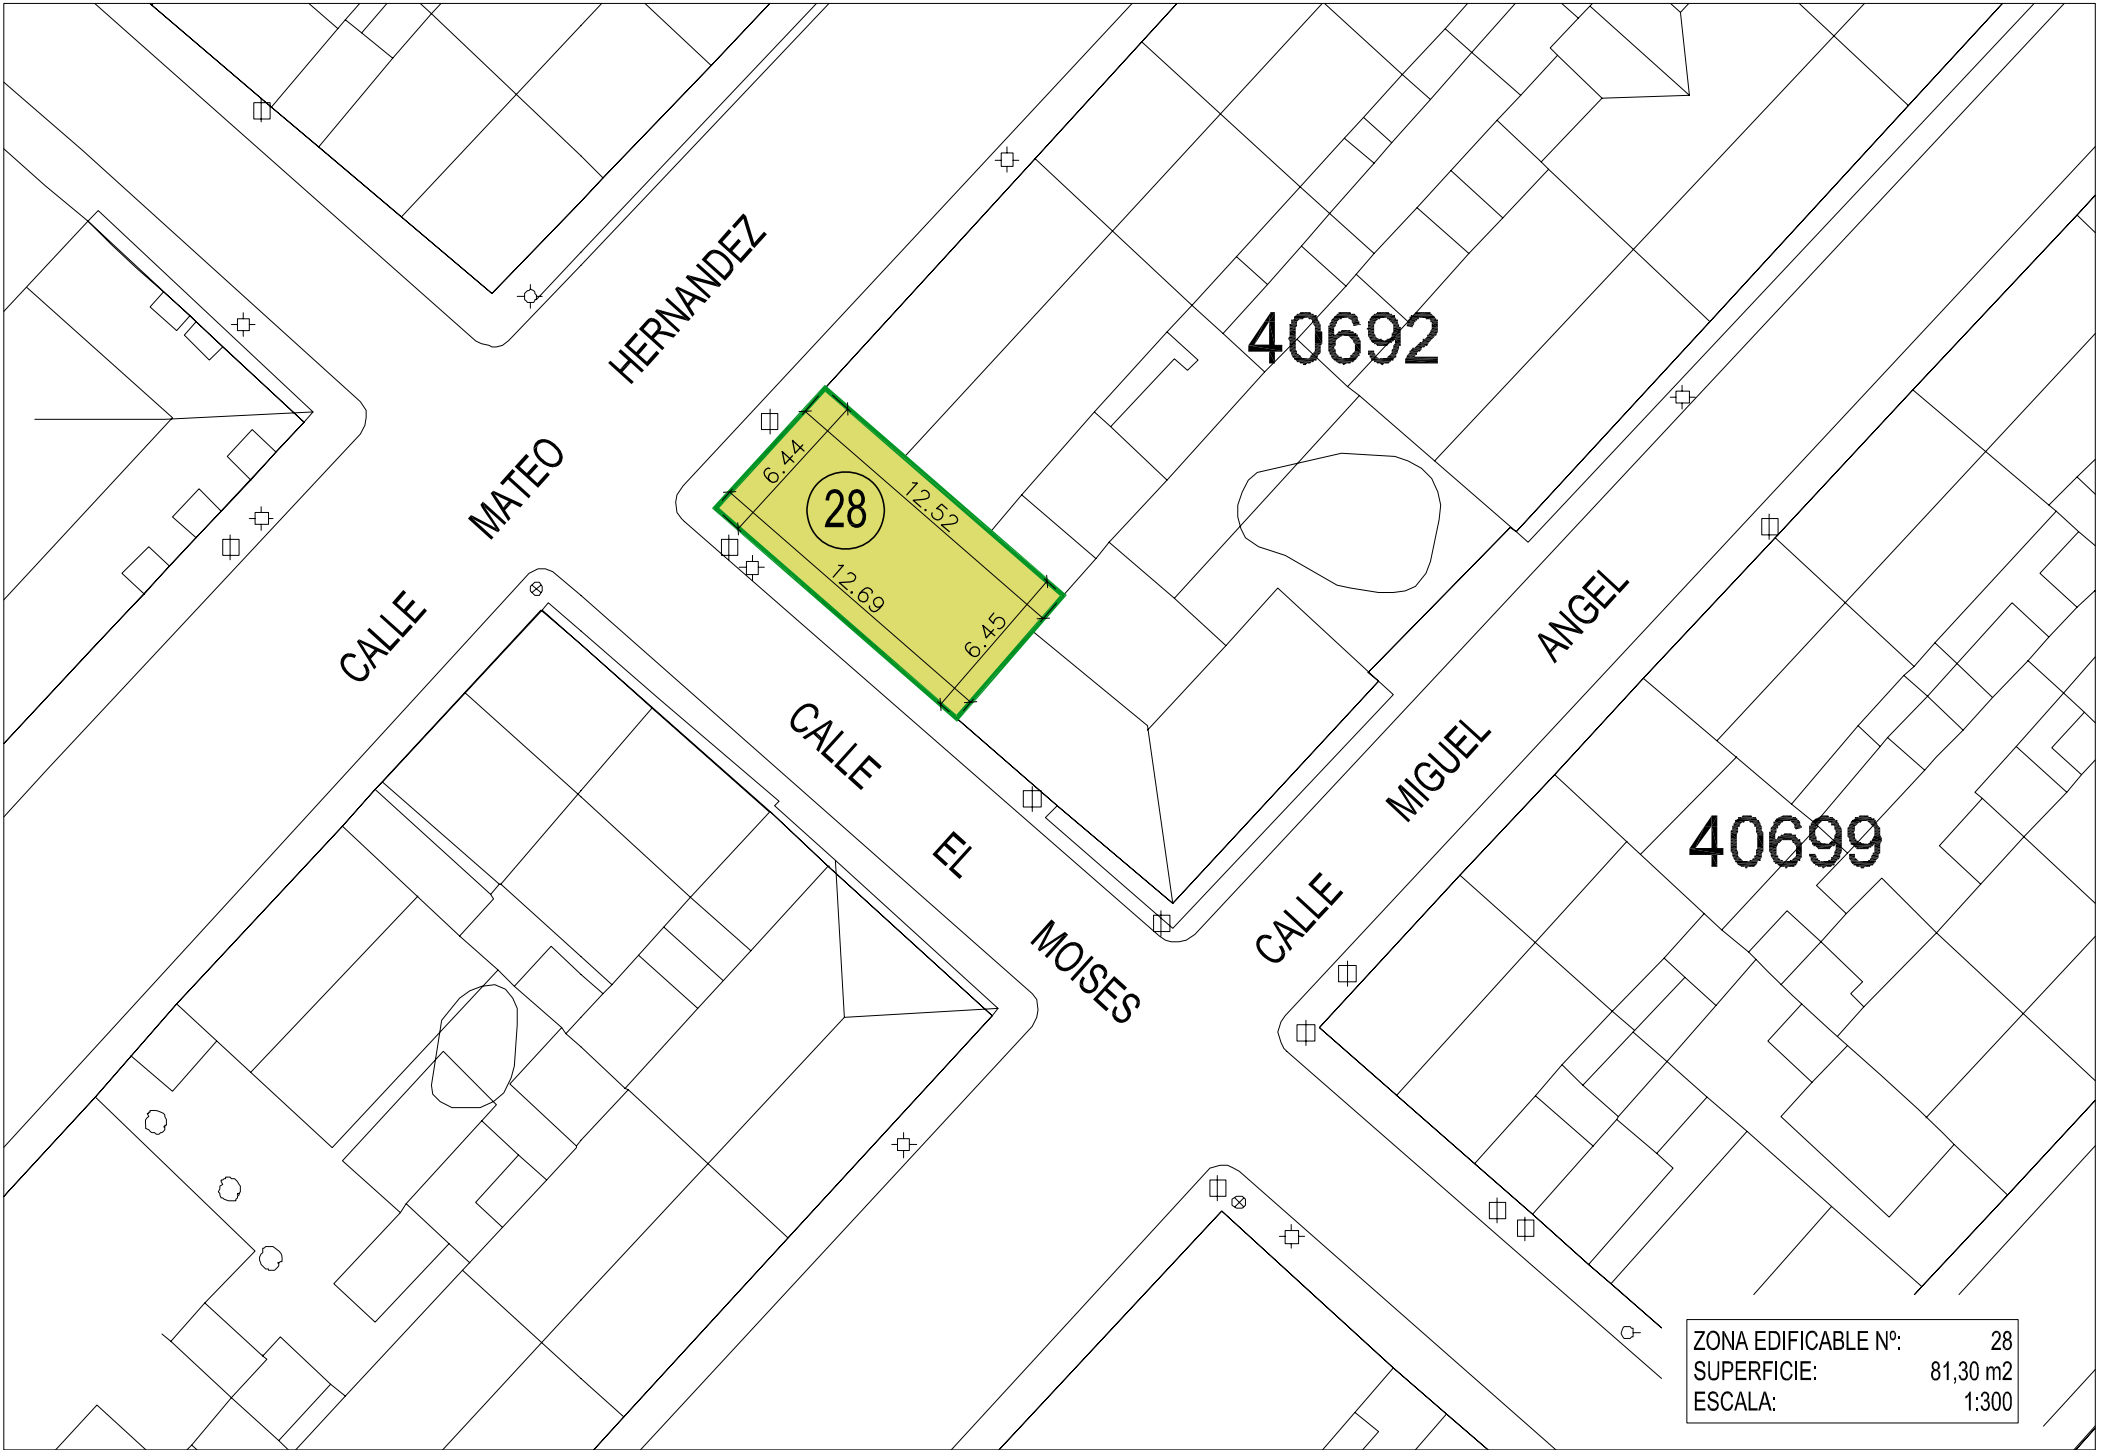 CALLE MATEO HERNANDEZ
40692
6.44
28
12.52
12.69
6.45
CALLE EL MOISES
CALLE MIGUEL ANGEL
40699
ZONA EDIFICABLE Nº: 28
SUPERFICIE: 81,30 m2
ESCALA: 1:300